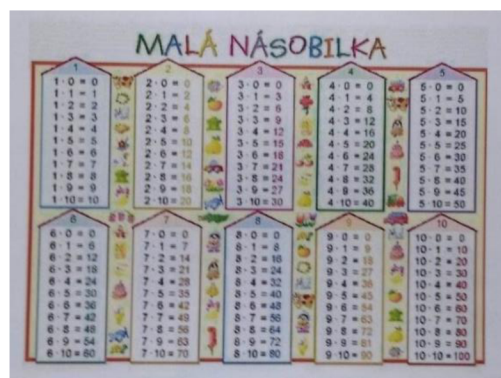 MALÁ NÁSOBILKA
1
1 · 0 = 0
1 · 1 = 1
1 · 2 = 2
1 · 3 = 3
1 · 4 = 4
1 · 5 = 5
1 · 6 = 6
1 · 7 = 7
1 · 8 = 8
1 · 9 = 9
1 · 10 = 10
2
2 · 0 = 0
2 · 1 = 2
2 · 2 = 4
2 · 3 = 6
2 · 4 = 8
2 · 5 = 10
2 · 6 = 12
2 · 7 = 14
2 · 8 = 16
2 · 9 = 18
2 · 10 = 20
3
3 · 0 = 0
3 · 1 = 3
3 · 2 = 6
3 · 3 = 9
3 · 4 = 12
3 · 5 = 15
3 · 6 = 18
3 · 7 = 21
3 · 8 = 24
3 · 9 = 27
3 · 10 = 30
4
4 · 0 = 0
4 · 1 = 4
4 · 2 = 8
4 · 3 = 12
4 · 4 = 16
4 · 5 = 20
4 · 6 = 24
4 · 7 = 28
4 · 8 = 32
4 · 9 = 36
4 · 10 = 40
5
5 · 0 = 0
5 · 1 = 5
5 · 2 = 10
5 · 3 = 15
5 · 4 = 20
5 · 5 = 25
5 · 6 = 30
5 · 7 = 35
5 · 8 = 40
5 · 9 = 45
5 · 10 = 50
6
6 · 0 = 0
6 · 1 = 6
6 · 2 = 12
6 · 3 = 18
6 · 4 = 24
6 · 5 = 30
6 · 6 = 36
6 · 7 = 42
6 · 8 = 48
6 · 9 = 54
6 · 10 = 60
7
7 · 0 = 0
7 · 1 = 7
7 · 2 = 14
7 · 3 = 21
7 · 4 = 28
7 · 5 = 35
7 · 6 = 42
7 · 7 = 49
7 · 8 = 56
7 · 9 = 63
7 · 10 = 70
8
8 · 0 = 0
8 · 1 = 8
8 · 2 = 16
8 · 3 = 24
8 · 4 = 32
8 · 5 = 40
8 · 6 = 48
8 · 7 = 56
8 · 8 = 64
8 · 9 = 72
8 · 10 = 80
9
9 · 0 = 0
9 · 1 = 9
9 · 2 = 18
9 · 3 = 27
9 · 4 = 36
9 · 5 = 45
9 · 6 = 54
9 · 7 = 63
9 · 8 = 72
9 · 9 = 81
9 · 10 = 90
10
10 · 0 = 0
10 · 1 = 10
10 · 2 = 20
10 · 3 = 30
10 · 4 = 40
10 · 5 = 50
10 · 6 = 60
10 · 7 = 70
10 · 8 = 80
10 · 9 = 90
10 · 10 = 100